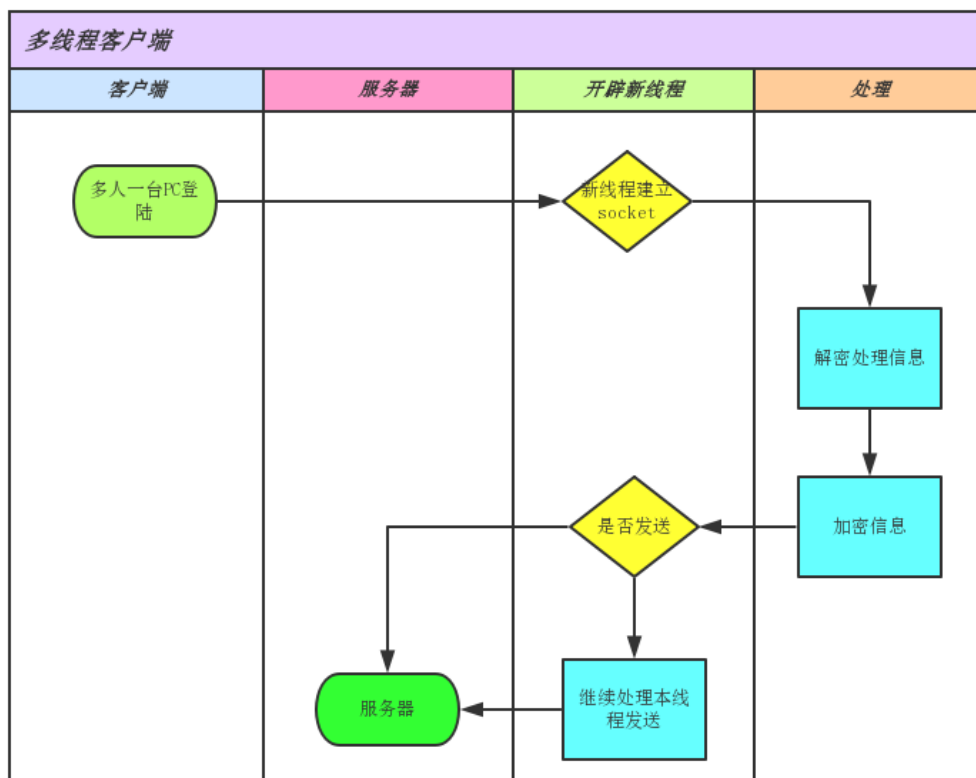 多线程客户端
客户端
服务器
开辟新线程
处理
多人一台PC登
陆
新线程建立
socket
解密处理信息
是否发送
加密信息
服务器
继续处理本线
程发送